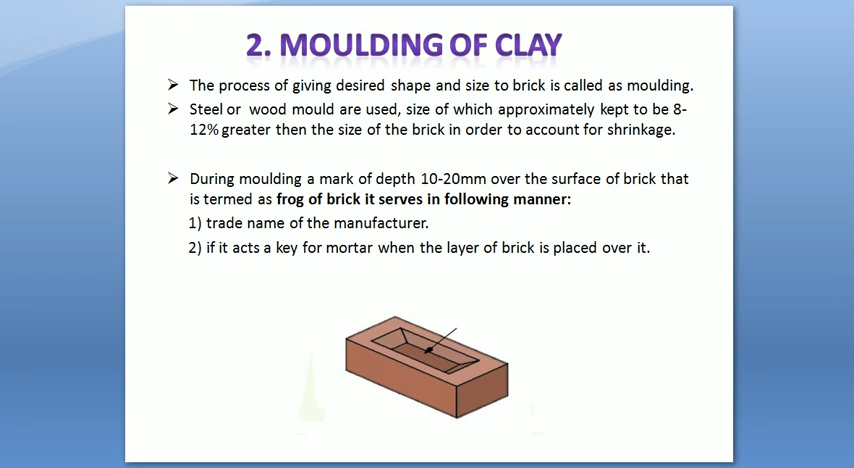 2. MOULDING OF CLAY
➢ The process of giving desired shape and size to brick is called as moulding.
➢ Steel or wood mould are used, size of which approximately kept to be 8-
12% greater then the size of the brick in order to account for shrinkage.
➢ During moulding a mark of depth 10-20mm over the surface of brick that
is termed as frog of brick it serves in following manner:
1) trade name of the manufacturer.
2) if it acts a key for mortar when the layer of brick is placed over it.